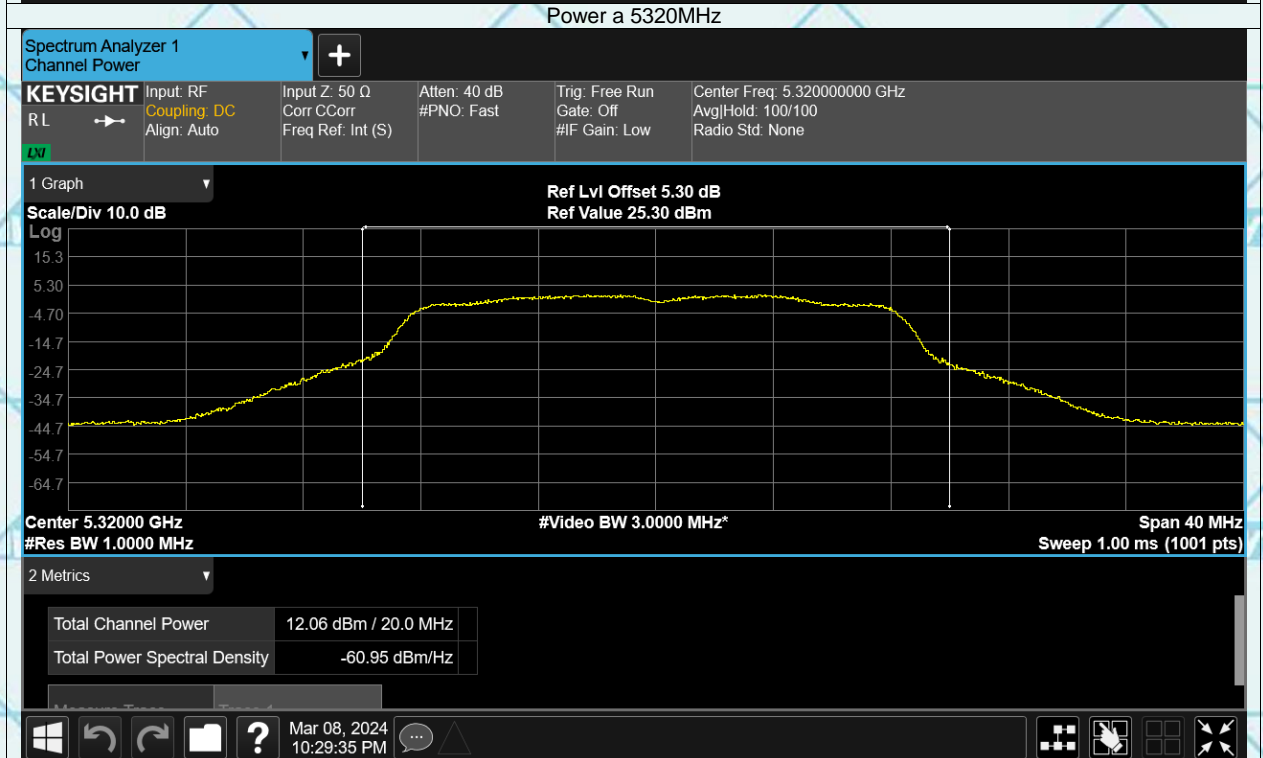 Power a 5320MHz
Spectrum Analyzer 1
Channel Power
KEYSIGHT
R L
LXI
Input: RF
Coupling: DC
Align: Auto
Input Z: 50 Ω
Corr CCorr
Freq Ref: Int (S)
Atten: 40 dB
#PNO: Fast
Trig: Free Run
Gate: Off
#IF Gain: Low
Center Freq: 5.320000000 GHz
Avg|Hold: 100/100
Radio Std: None
1 Graph
Scale/Div 10.0 dB
Ref Lvl Offset 5.30 dB
Ref Value 25.30 dBm
Log
15.3
5.30
-4.70
-14.7
-24.7
-34.7
-44.7
-54.7
-64.7
Center 5.32000 GHz
#Res BW 1.0000 MHz
#Video BW 3.0000 MHz*
Span 40 MHz
Sweep 1.00 ms (1001 pts)
2 Metrics
Total Channel Power 12.06 dBm / 20.0 MHz
Total Power Spectral Density -60.95 dBm/Hz
?
Mar 08, 2024
10:29:35 PM